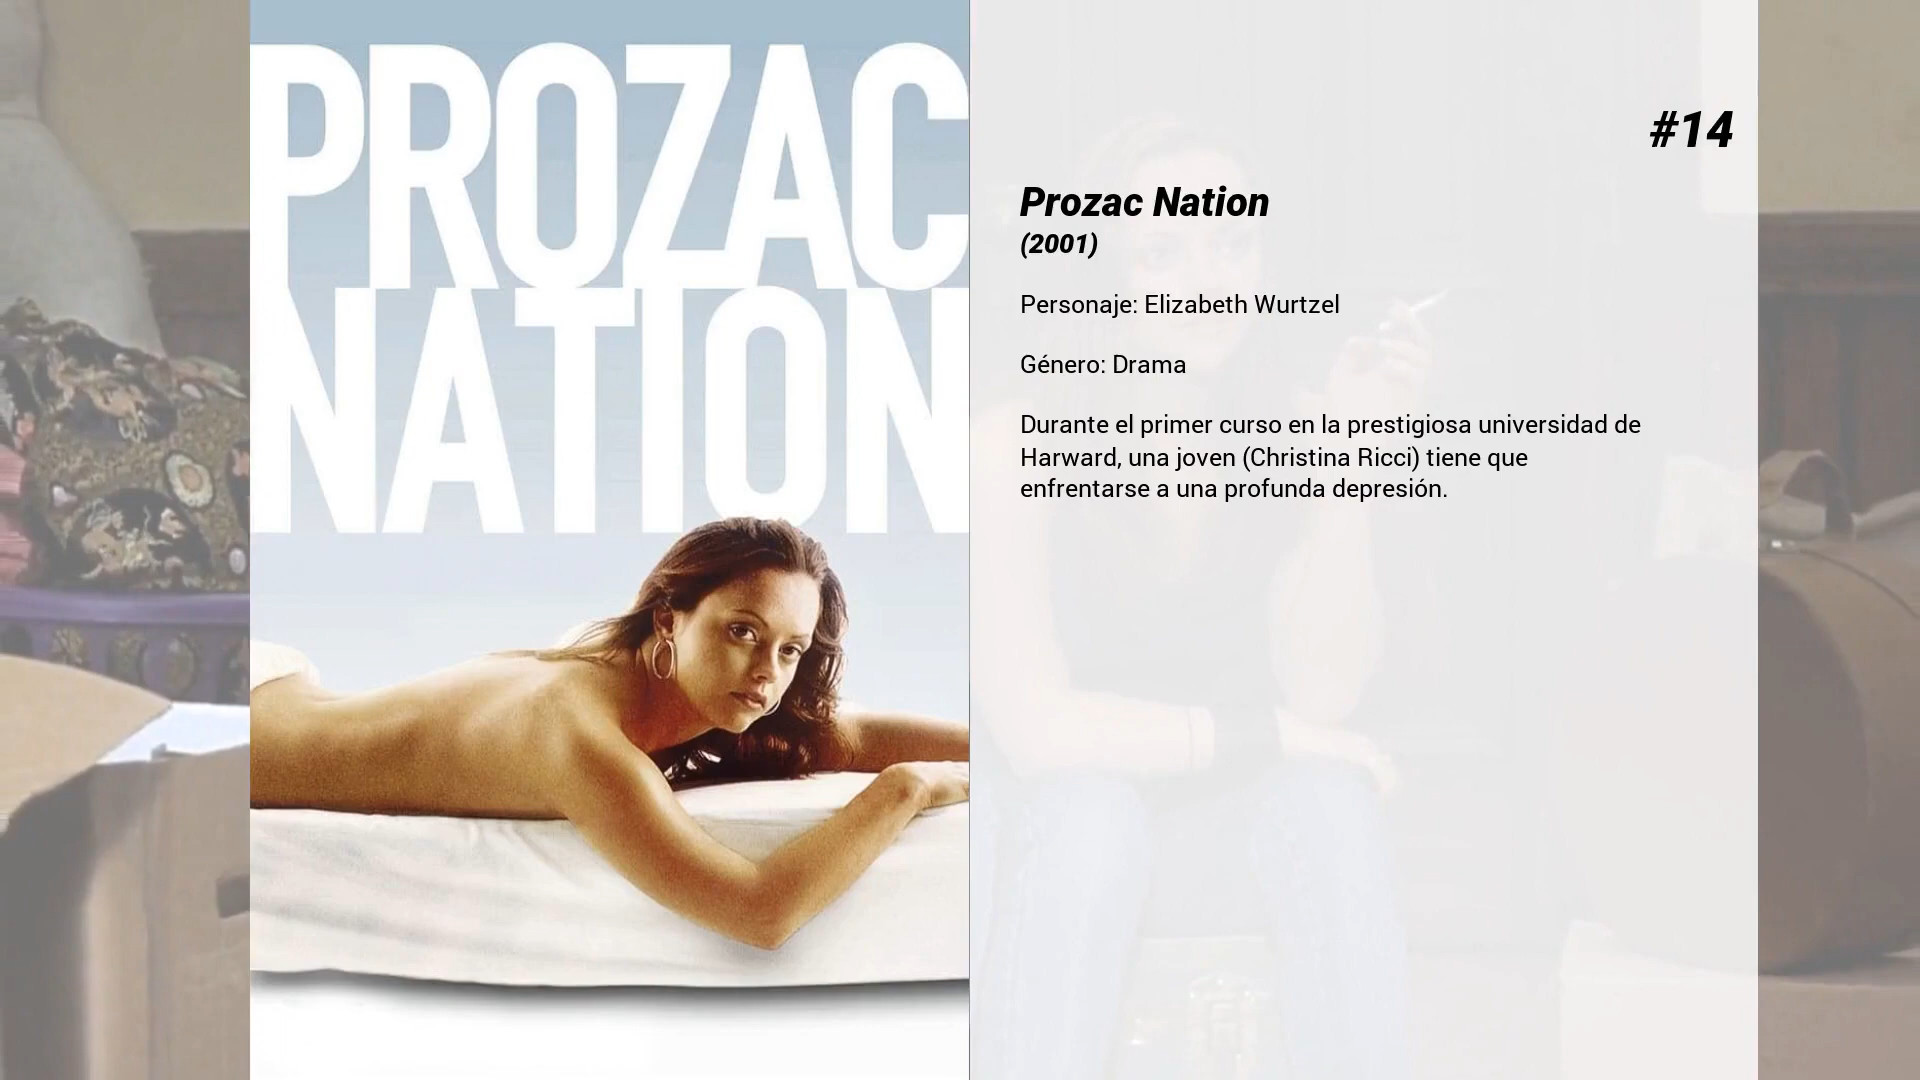 PROZAC
NATION
#14
Prozac Nation
(2001)
Personaje: Elizabeth Wurtzel
Género: Drama
Durante el primer curso en la prestigiosa universidad de
Harward, una joven (Christina Ricci) tiene que
enfrentarse a una profunda depresión.